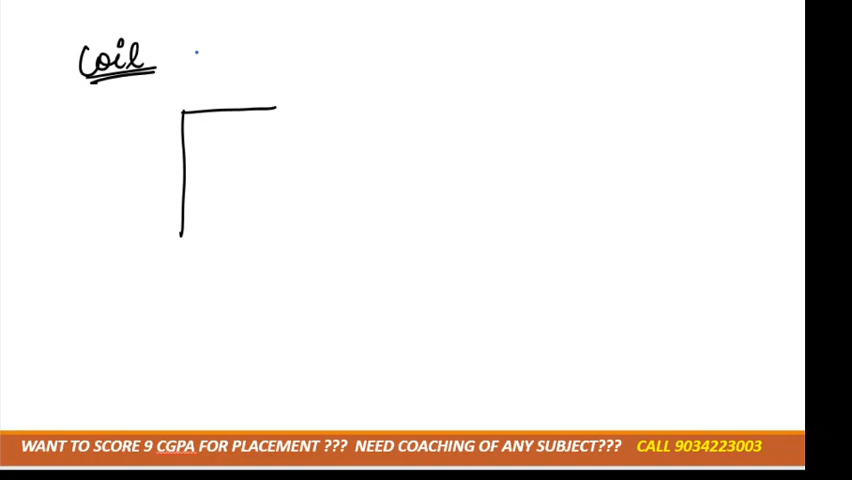 Coil
WANT TO SCORE 9 CGPA FOR PLACEMENT ??? NEED COACHING OF ANY SUBJECT??? CALL 9034223003